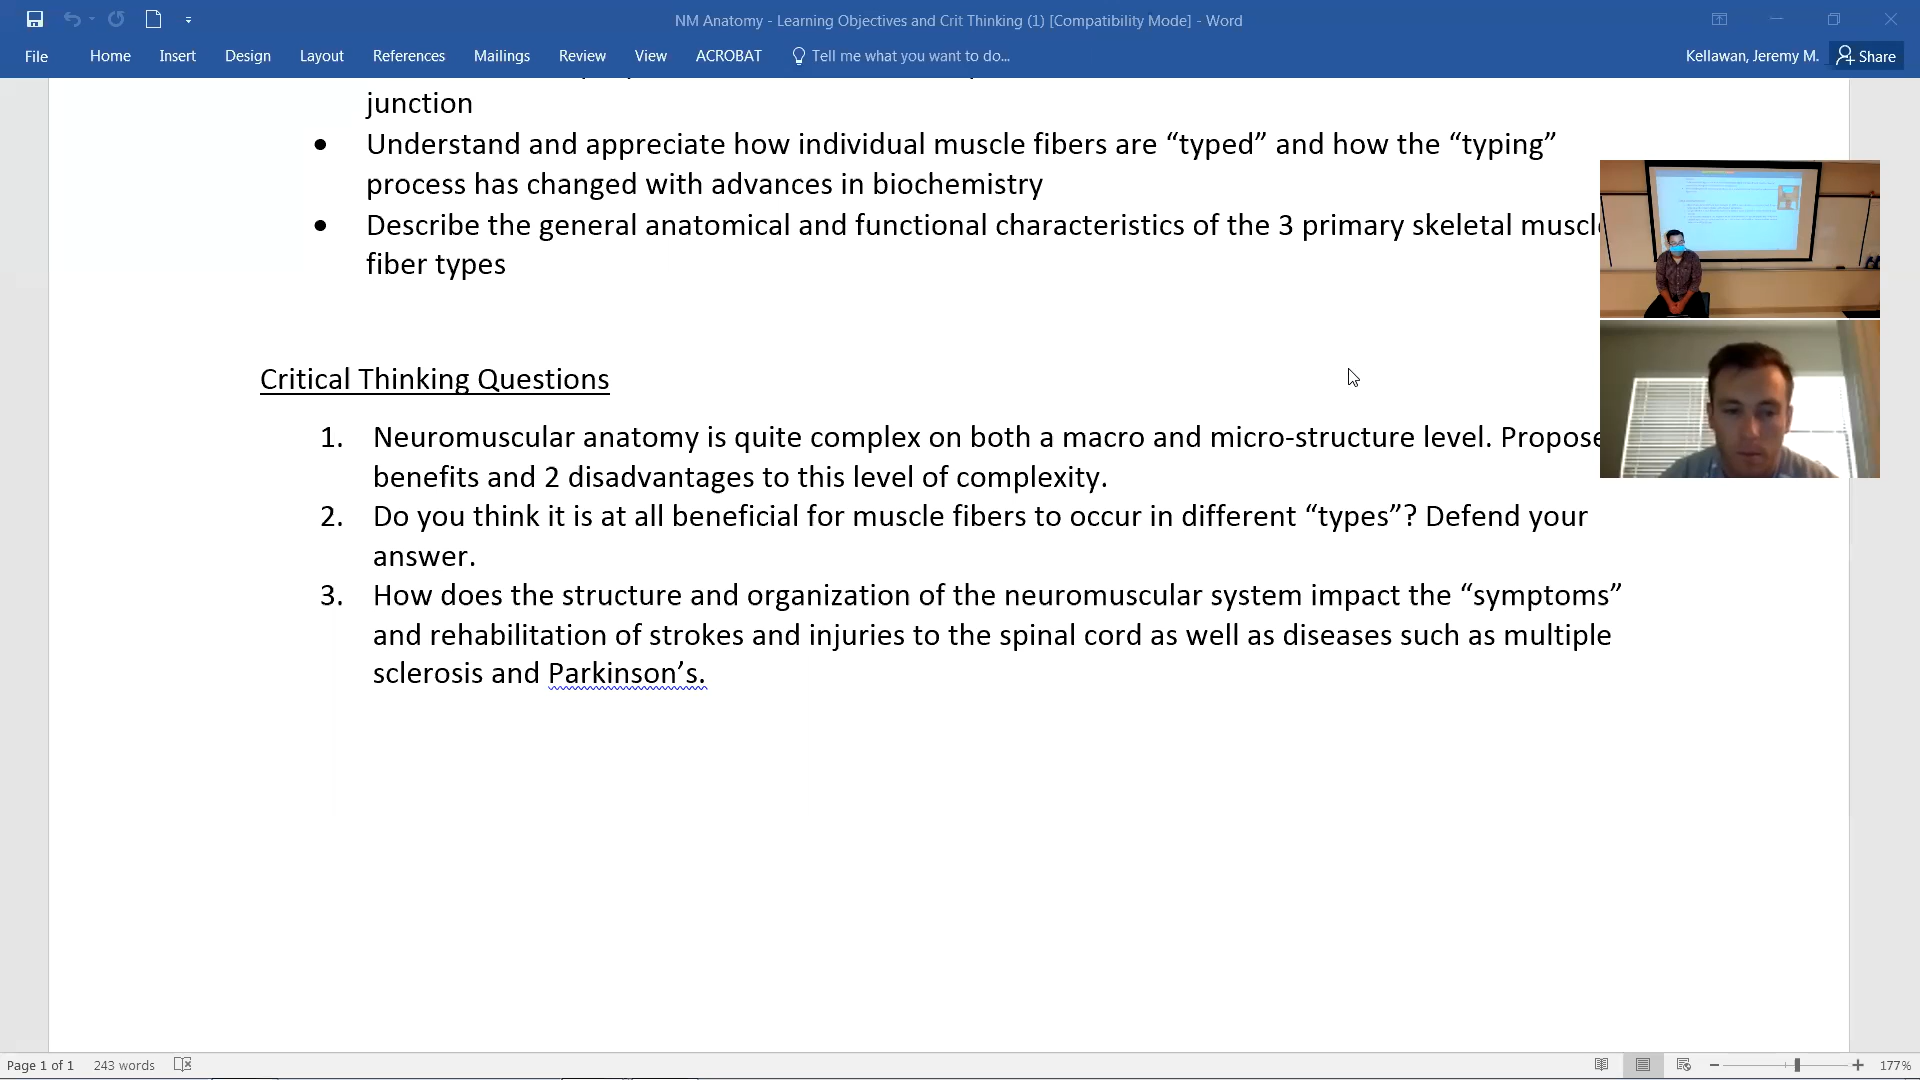 NM Anatomy - Learning Objectives and Crit Thinking (1) [Compatibility Mode] - Word
File Home Insert Design Layout References Mailings Review View ACROBAT Tell me what you want to do... Kellawan, Jeremy M. Share
junction
• Understand and appreciate how individual muscle fibers are “typed” and how the “typing”
process has changed with advances in biochemistry
• Describe the general anatomical and functional characteristics of the 3 primary skeletal muscle
fiber types
Critical Thinking Questions
1. Neuromuscular anatomy is quite complex on both a macro and micro-structure level. Propose
benefits and 2 disadvantages to this level of complexity.
2. Do you think it is at all beneficial for muscle fibers to occur in different “types”? Defend your
answer.
3. How does the structure and organization of the neuromuscular system impact the “symptoms”
and rehabilitation of strokes and injuries to the spinal cord as well as diseases such as multiple
sclerosis and Parkinson’s.
Page 1 of 1 243 words 177%